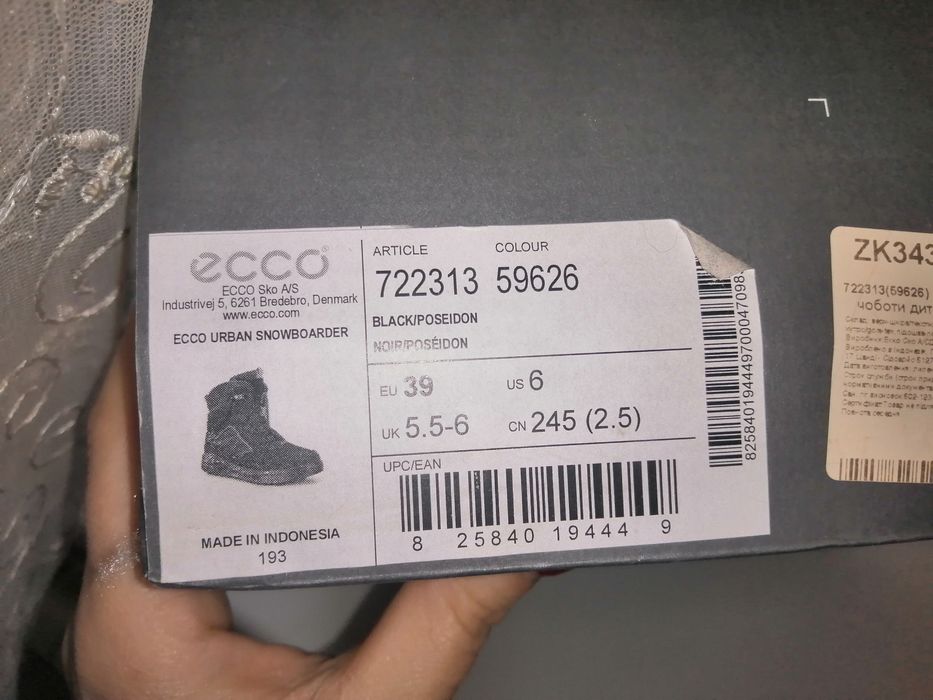 ecco®
ECCO Sko A/S
Industrivej 5, 6261 Bredebro, Denmark
www.ecco.com
ECCO URBAN SNOWBOARDER
MADE IN INDONESIA
193
ARTICLE COLOUR
722313 59626
BLACK/POSEIDON
NOIR/POSÉIDON
EU 39 US 6
UK 5.5-6 CN 245 (2.5)
UPC/EAN
8 25840 19444 9
825840194449700047098
ZK343
722313(59626)
чоботи дит